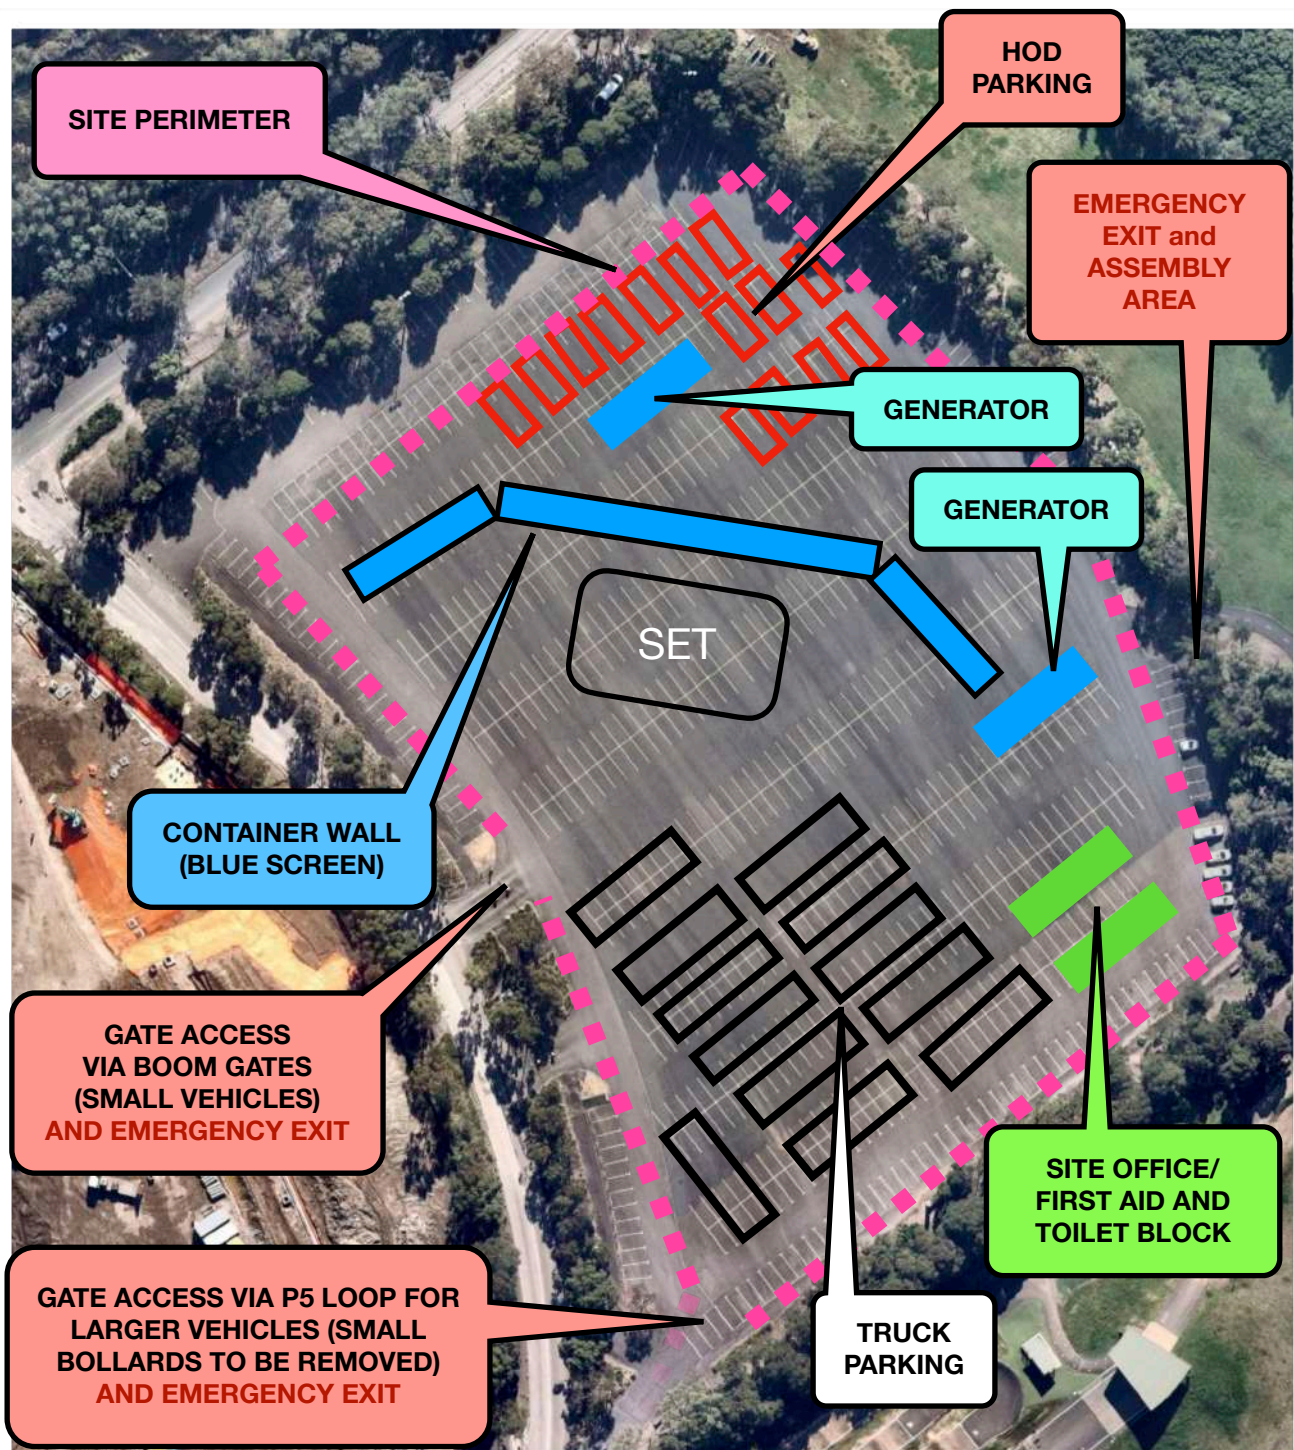 HOD
PARKING
SITE PERIMETER
EMERGENCY
EXIT and
ASSEMBLY
AREA
GENERATOR
GENERATOR
SET
CONTAINER WALL
(BLUE SCREEN)
GATE ACCESS
VIA BOOM GATES
(SMALL VEHICLES)
AND EMERGENCY EXIT
SITE OFFICE/
FIRST AID AND
TOILET BLOCK
GATE ACCESS VIA P5 LOOP FOR
LARGER VEHICLES (SMALL
BOLLARDS TO BE REMOVED)
AND EMERGENCY EXIT
TRUCK
PARKING